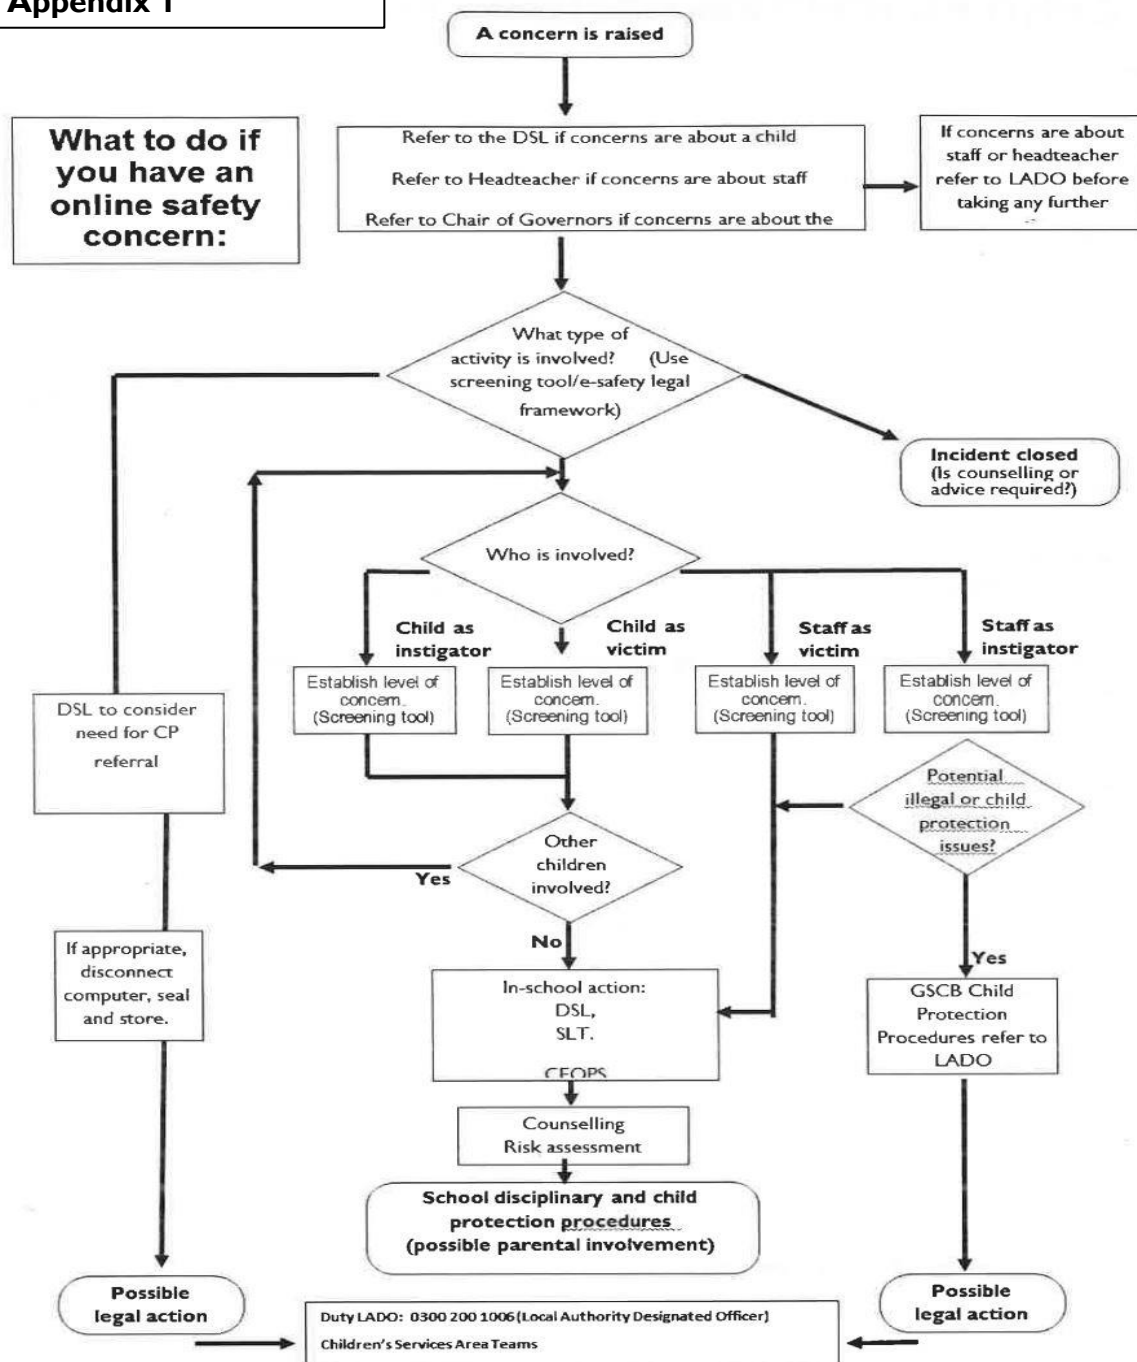 Appendix 1
A concern is raised
What to do if
you have an
online safety
concern:
Refer to the DSL if concerns are about a child
Refer to Headteacher if concerns are about staff
Refer to Chair of Governors if concerns are about the
If concerns are about
staff or headteacher
refer to LADO before
taking any further
What type of
activity is involved? (Use
screening tool/e-safety legal
framework)
Incident closed
(Is counselling or
advice required?)
Who is involved?
Child as
instigator
Child as
victim
Staff as
victim
Staff as
instigator
Establish level of
concern.
(Screening tool)
Establish level of
concern.
(Screening tool)
Establish level of
concern.
(Screening tool)
Establish level of
concern.
(Screening tool)
DSL to consider
need for CP
referral
Potential
illegal or child
protection
issues?
Other
children
involved?
Yes
No
Yes
If appropriate,
disconnect
computer, seal
and store.
In-school action:
DSL,
SLT.
CEOPS
GSCB Child
Protection
Procedures refer to
LADO
Counselling
Risk assessment
School disciplinary and child
protection procedures
(possible parental involvement)
Possible
legal action
Possible
legal action
Duty LADO: 0300 200 1006 (Local Authority Designated Officer)
Children's Services Area Teams